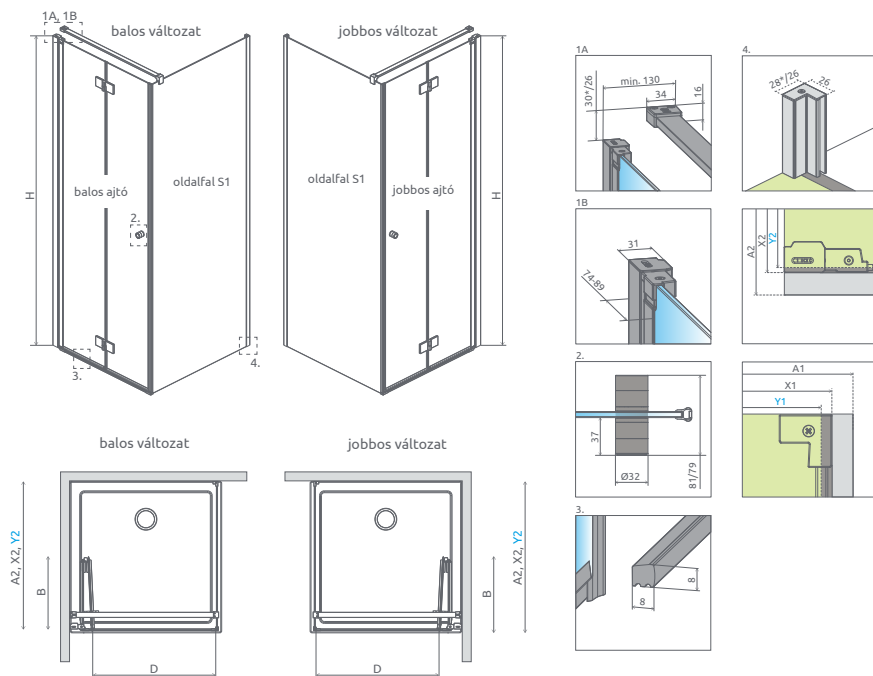 1A, 1B
balos változat
jobbos változat
H
balos ajtó
oldalfal S1
2.
3.
4.
oldalfal S1
jobbos ajtó
H
1A
30*/26
min. 130
34
16
4.
28*/26
26
1B
31
74-89
A2
X2
Y2
2.
37
Ø32
81/79
A1
X1
Y1
3.
8
8
balos változat
jobbos változat
A2, X2, Y2
B
D
D
B
A2, X2, Y2